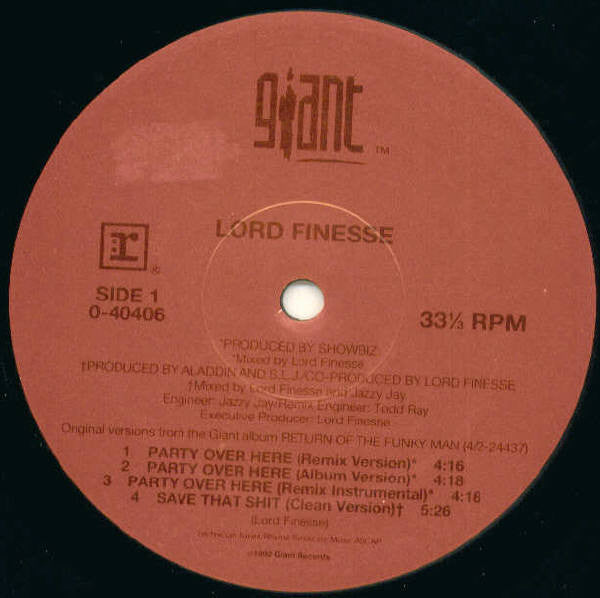 giant ™
LORD FINESSE
r ®
SIDE 1
0-40406
33⅓ RPM
*PRODUCED BY SHOWBIZ
*Mixed by Lord Finesse
†PRODUCED BY ALADDIN AND S.L.J./CO-PRODUCED BY LORD FINESSE
†Mixed by Lord Finesse and Jazzy Jay
Engineer: Jazzy Jay/Remix Engineer: Todd Ray
Executive Producer: Lord Finesse
Original versions from the Giant album RETURN OF THE FUNKY MAN (4/2-24437)
1 PARTY OVER HERE (Remix Version)* 4:16
2 PARTY OVER HERE (Album Version)* 4:18
3 PARTY OVER HERE (Remix Instrumental)* 4:18
4 SAVE THAT SHIT (Clean Version)† 5:26
(Lord Finesse)
Music ASCAP
1992 Giant Records